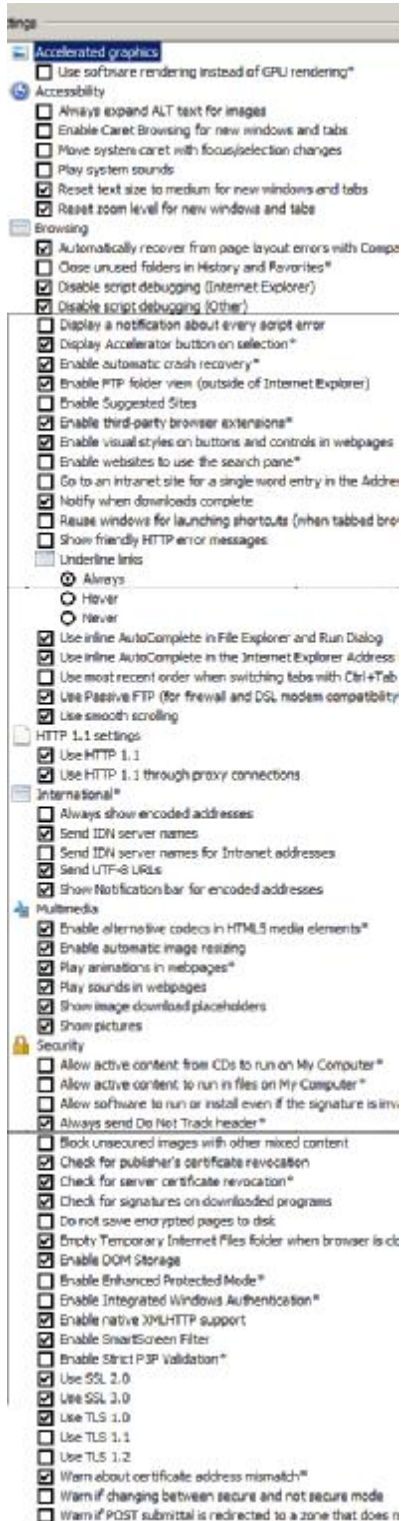 tings
Accelerated graphics
Use software rendering instead of GPU rendering*
Accessibility
Always expand ALT text for images
Enable Caret Browsing for new windows and tabs
Move system caret with focus/selection changes
Play system sounds
Reset text size to medium for new windows and tabs
Reset zoom level for new windows and tabs
Browsing
Automatically recover from page layout errors with Compa
Close unused folders in History and Favorites*
Disable script debugging (Internet Explorer)
Disable script debugging (Other)
Display a notification about every script error
Display Accelerator button on selection*
Enable automatic crash recovery*
Enable FTP folder view (outside of Internet Explorer)
Enable Suggested Sites
Enable third-party browser extensions*
Enable visual styles on buttons and controls in webpages
Enable websites to use the search pane*
Go to an intranet site for a single word entry in the Addres
Notify when downloads complete
Reuse windows for launching shortcuts (when tabbed brov
Show friendly HTTP error messages
Underline links
Always
Hover
Never
Use inline AutoComplete in File Explorer and Run Dialog
Use inline AutoComplete in the Internet Explorer Address
Use most recent order when switching tabs with Ctrl+Tab
Use Passive FTP (for firewall and DSL modem compatibility
Use smooth scrolling
HTTP 1.1 settings
Use HTTP 1.1
Use HTTP 1.1 through proxy connections
International*
Always show encoded addresses
Send IDN server names
Send IDN server names for Intranet addresses
Send UTF-8 URLs
Show Notification bar for encoded addresses
Multimedia
Enable alternative codecs in HTML5 media elements*
Enable automatic image resizing
Play animations in webpages*
Play sounds in webpages
Show image download placeholders
Show pictures
Security
Allow active content from CDs to run on My Computer*
Allow active content to run in files on My Computer*
Allow software to run or install even if the signature is inva
Always send Do Not Track header*
Block unsecured images with other mixed content
Check for publisher's certificate revocation
Check for server certificate revocation*
Check for signatures on downloaded programs
Do not save encrypted pages to disk
Empty Temporary Internet Files folder when browser is clo
Enable DOM Storage
Enable Enhanced Protected Mode*
Enable Integrated Windows Authentication*
Enable native XMLHTTP support
Enable SmartScreen Filter
Enable Strict P3P Validation*
Use SSL 2.0
Use SSL 3.0
Use TLS 1.0
Use TLS 1.1
Use TLS 1.2
Warn about certificate address mismatch*
Warn if changing between secure and not secure mode
Warn if POST submittal is redirected to a zone that does n